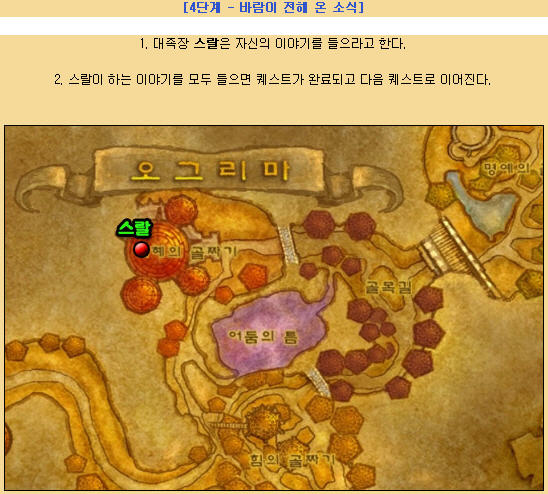 [4단계 - 바람이 전해 온 소식]
1. 대족장 스랄은 자신의 이야기를 들으라고 한다.
2. 스랄이 하는 이야기를 모두 들으면 퀘스트가 완료되고 다음 퀘스트로 이어진다.
오그리마
명예의
스랄
혜의 골짜기
골목길
어둠의 틈
힘의 골짜기